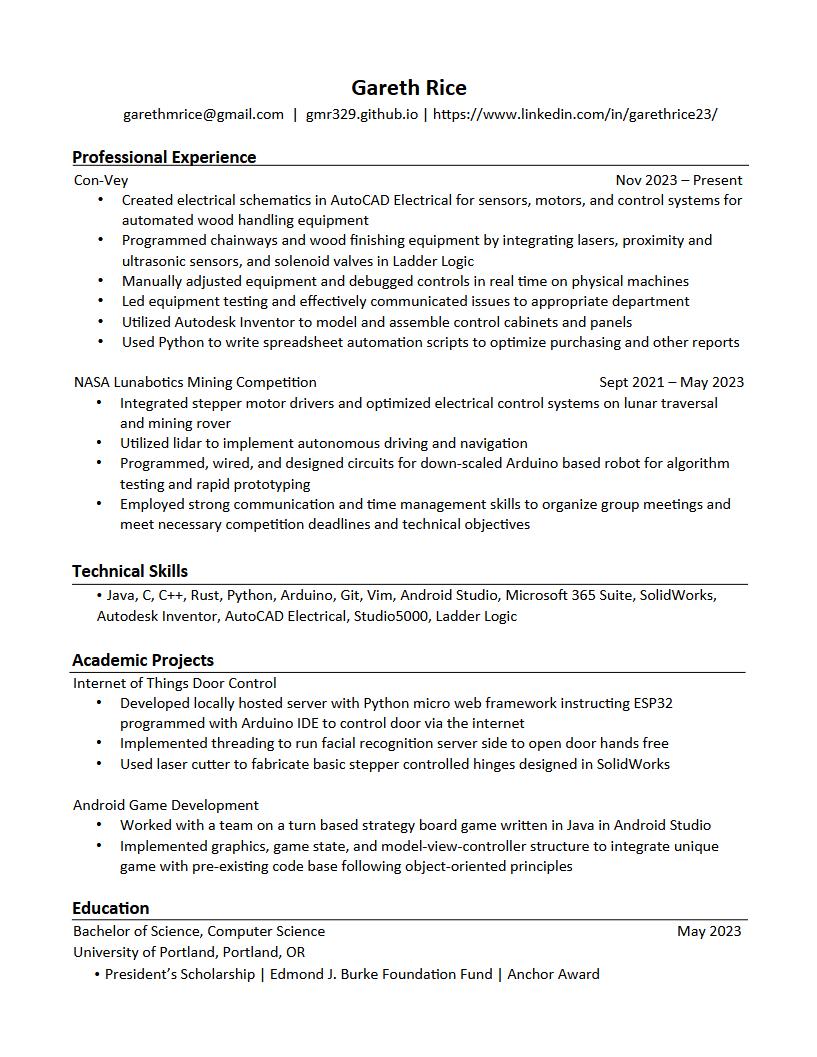 Gareth Rice
garethmrice@gmail.com | gmr329.github.io | https://www.linkedin.com/in/garethrice23/
Professional Experience
Con-Vey Nov 2023 – Present
• Created electrical schematics in AutoCAD Electrical for sensors, motors, and control systems for
automated wood handling equipment
• Programmed chainways and wood finishing equipment by integrating lasers, proximity and
ultrasonic sensors, and solenoid valves in Ladder Logic
• Manually adjusted equipment and debugged controls in real time on physical machines
• Led equipment testing and effectively communicated issues to appropriate department
• Utilized Autodesk Inventor to model and assemble control cabinets and panels
• Used Python to write spreadsheet automation scripts to optimize purchasing and other reports
NASA Lunabotics Mining Competition Sept 2021 – May 2023
• Integrated stepper motor drivers and optimized electrical control systems on lunar traversal
and mining rover
• Utilized lidar to implement autonomous driving and navigation
• Programmed, wired, and designed circuits for down-scaled Arduino based robot for algorithm
testing and rapid prototyping
• Employed strong communication and time management skills to organize group meetings and
meet necessary competition deadlines and technical objectives
Technical Skills
• Java, C, C++, Rust, Python, Arduino, Git, Vim, Android Studio, Microsoft 365 Suite, SolidWorks,
Autodesk Inventor, AutoCAD Electrical, Studio5000, Ladder Logic
Academic Projects
Internet of Things Door Control
• Developed locally hosted server with Python micro web framework instructing ESP32
programmed with Arduino IDE to control door via the internet
• Implemented threading to run facial recognition server side to open door hands free
• Used laser cutter to fabricate basic stepper controlled hinges designed in SolidWorks
Android Game Development
• Worked with a team on a turn based strategy board game written in Java in Android Studio
• Implemented graphics, game state, and model-view-controller structure to integrate unique
game with pre-existing code base following object-oriented principles
Education
Bachelor of Science, Computer Science May 2023
University of Portland, Portland, OR
• President’s Scholarship | Edmond J. Burke Foundation Fund | Anchor Award